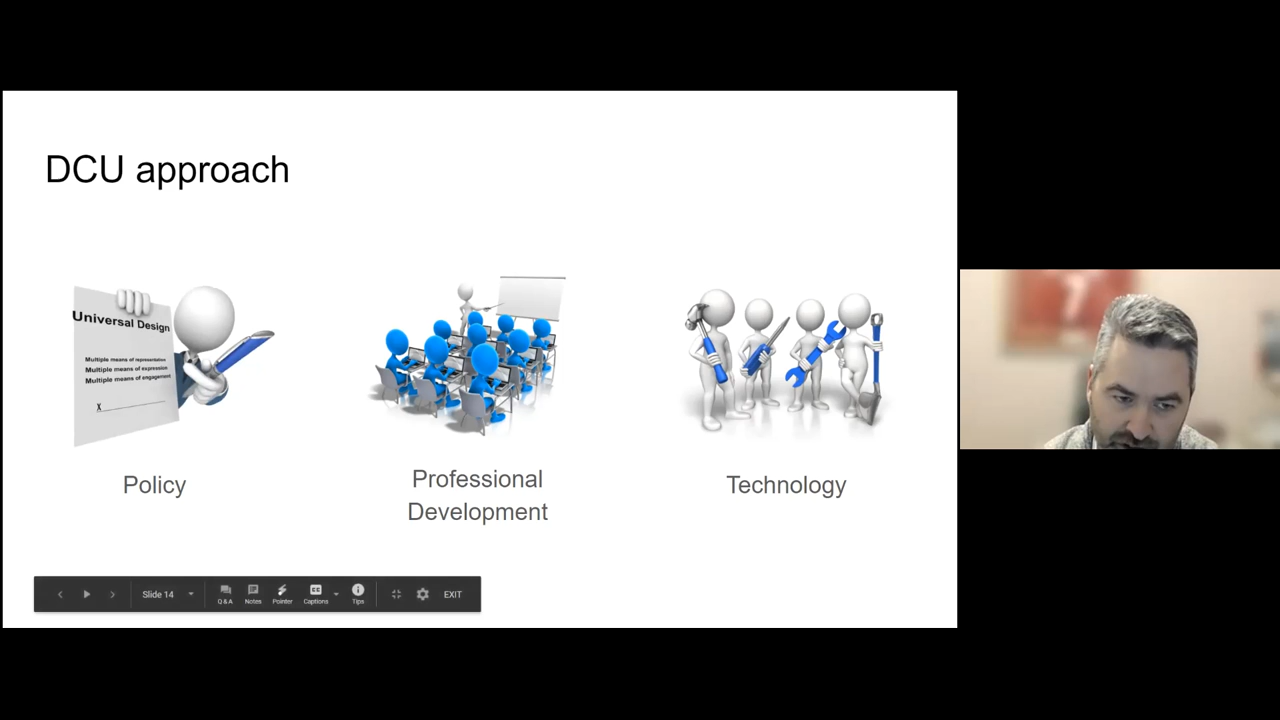 DCU approach
Universal Design
Multiple means of representation
Multiple means of expression
Multiple means of engagement
X
Policy
Professional
Development
Technology
Slide 14
Q & A
Notes
Pointer
CC
Captions
Tips
EXIT